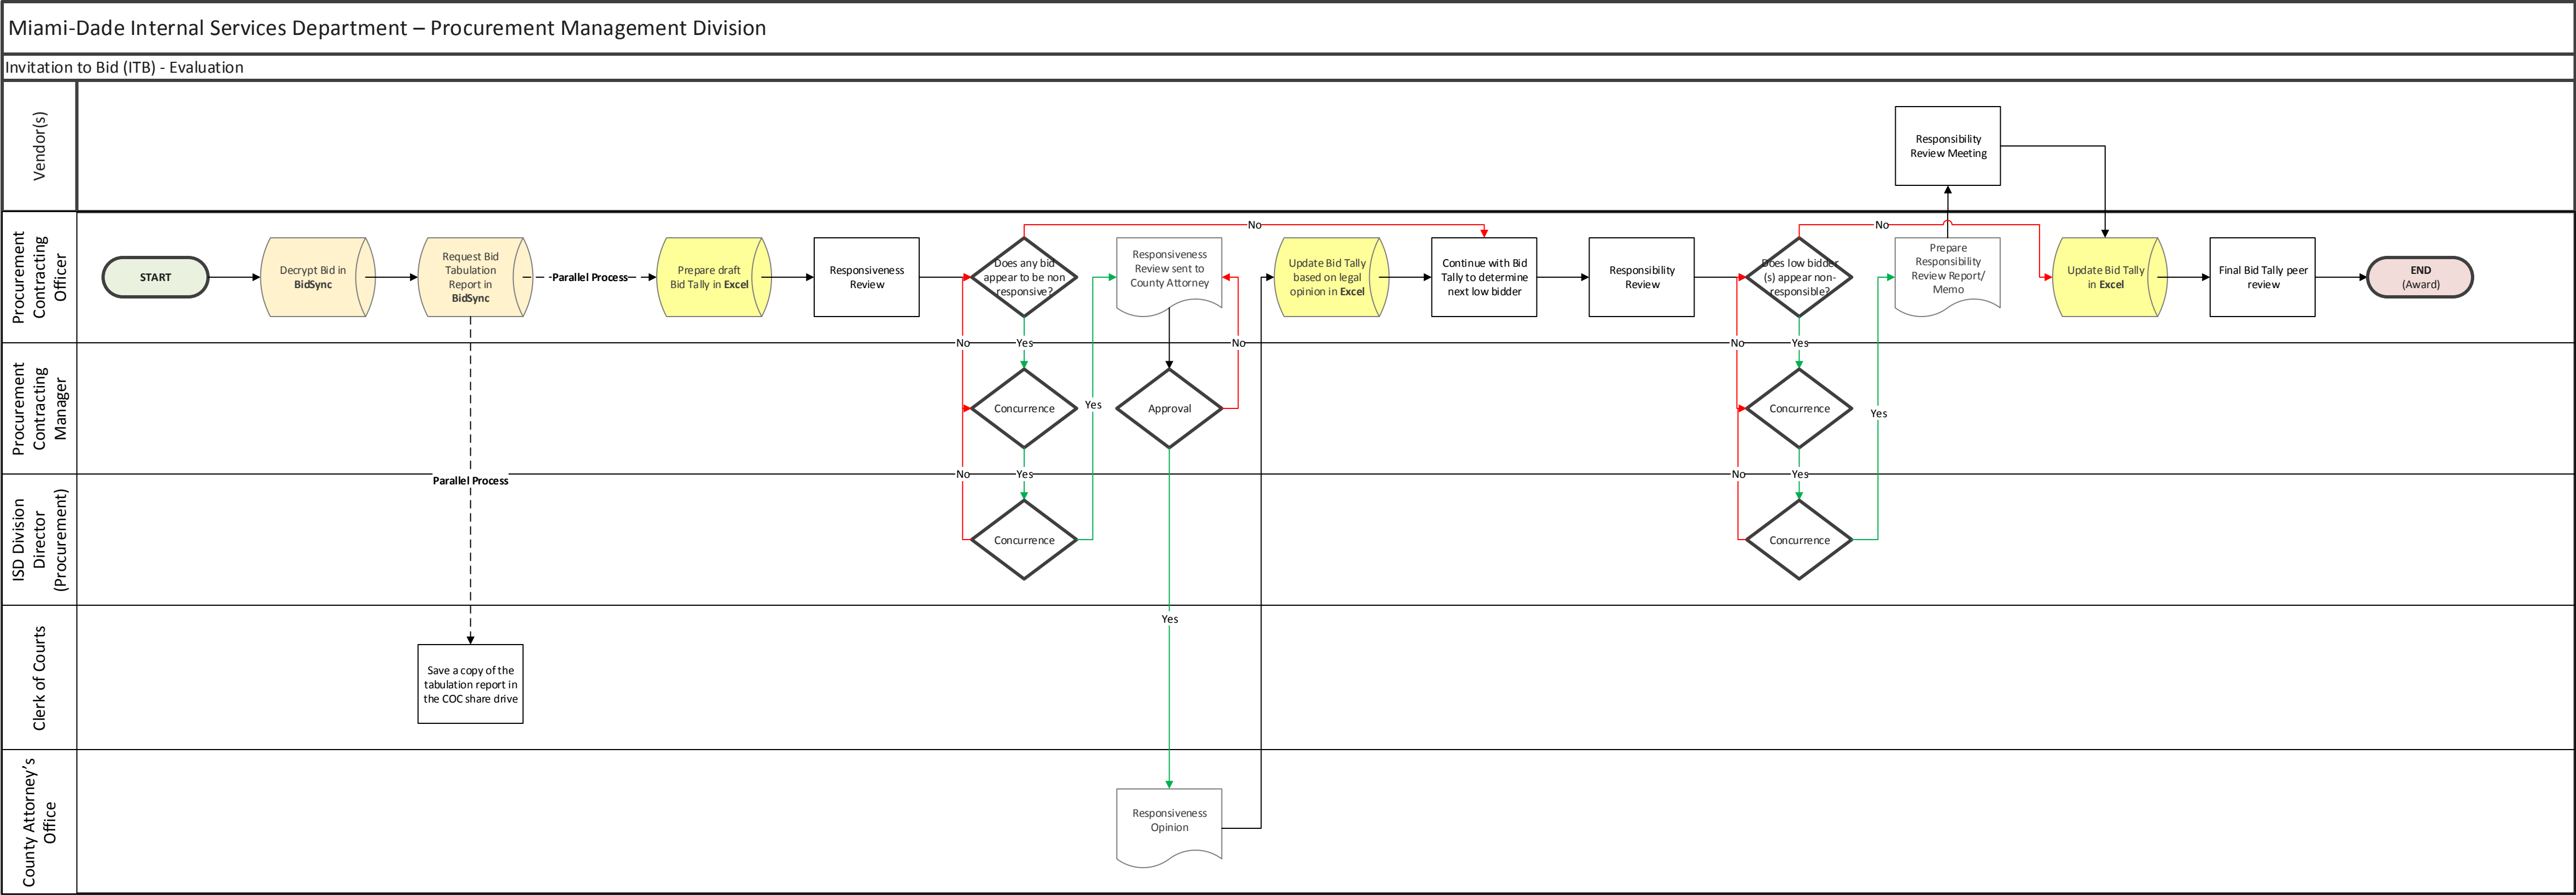 Miami-Dade Internal Services Department – Procurement Management Division
Invitation to Bid (ITB) - Evaluation
Vendor(s)
Responsibility
Review Meeting
Procurement
Contracting
Officer
START
Decrypt Bid in
BidSync
Request Bid
Tabulation
Report in
BidSync
Parallel Process
Prepare draft
Bid Tally in Excel
Responsiveness
Review
Does any bid
appear to be non
responsive?
No
Responsiveness
Review sent to
County Attorney
Update Bid Tally
based on legal
opinion in Excel
Continue with Bid
Tally to determine
next low bidder
Responsibility
Review
Does low bidder
(s) appear non-
responsible?
No
Prepare
Responsibility
Review Report/
Memo
Update Bid Tally
in Excel
Final Bid Tally peer
review
END
(Award)
No
Yes
No
No
Yes
Procurement
Contracting
Manager
Concurrence
Yes
Approval
Concurrence
Yes
No
Yes
No
Yes
Parallel Process
ISD Division
Director
(Procurement)
Concurrence
Concurrence
Clerk of Courts
Yes
Save a copy of the
tabulation report in
the COC share drive
County Attorney's
Office
Responsiveness
Opinion